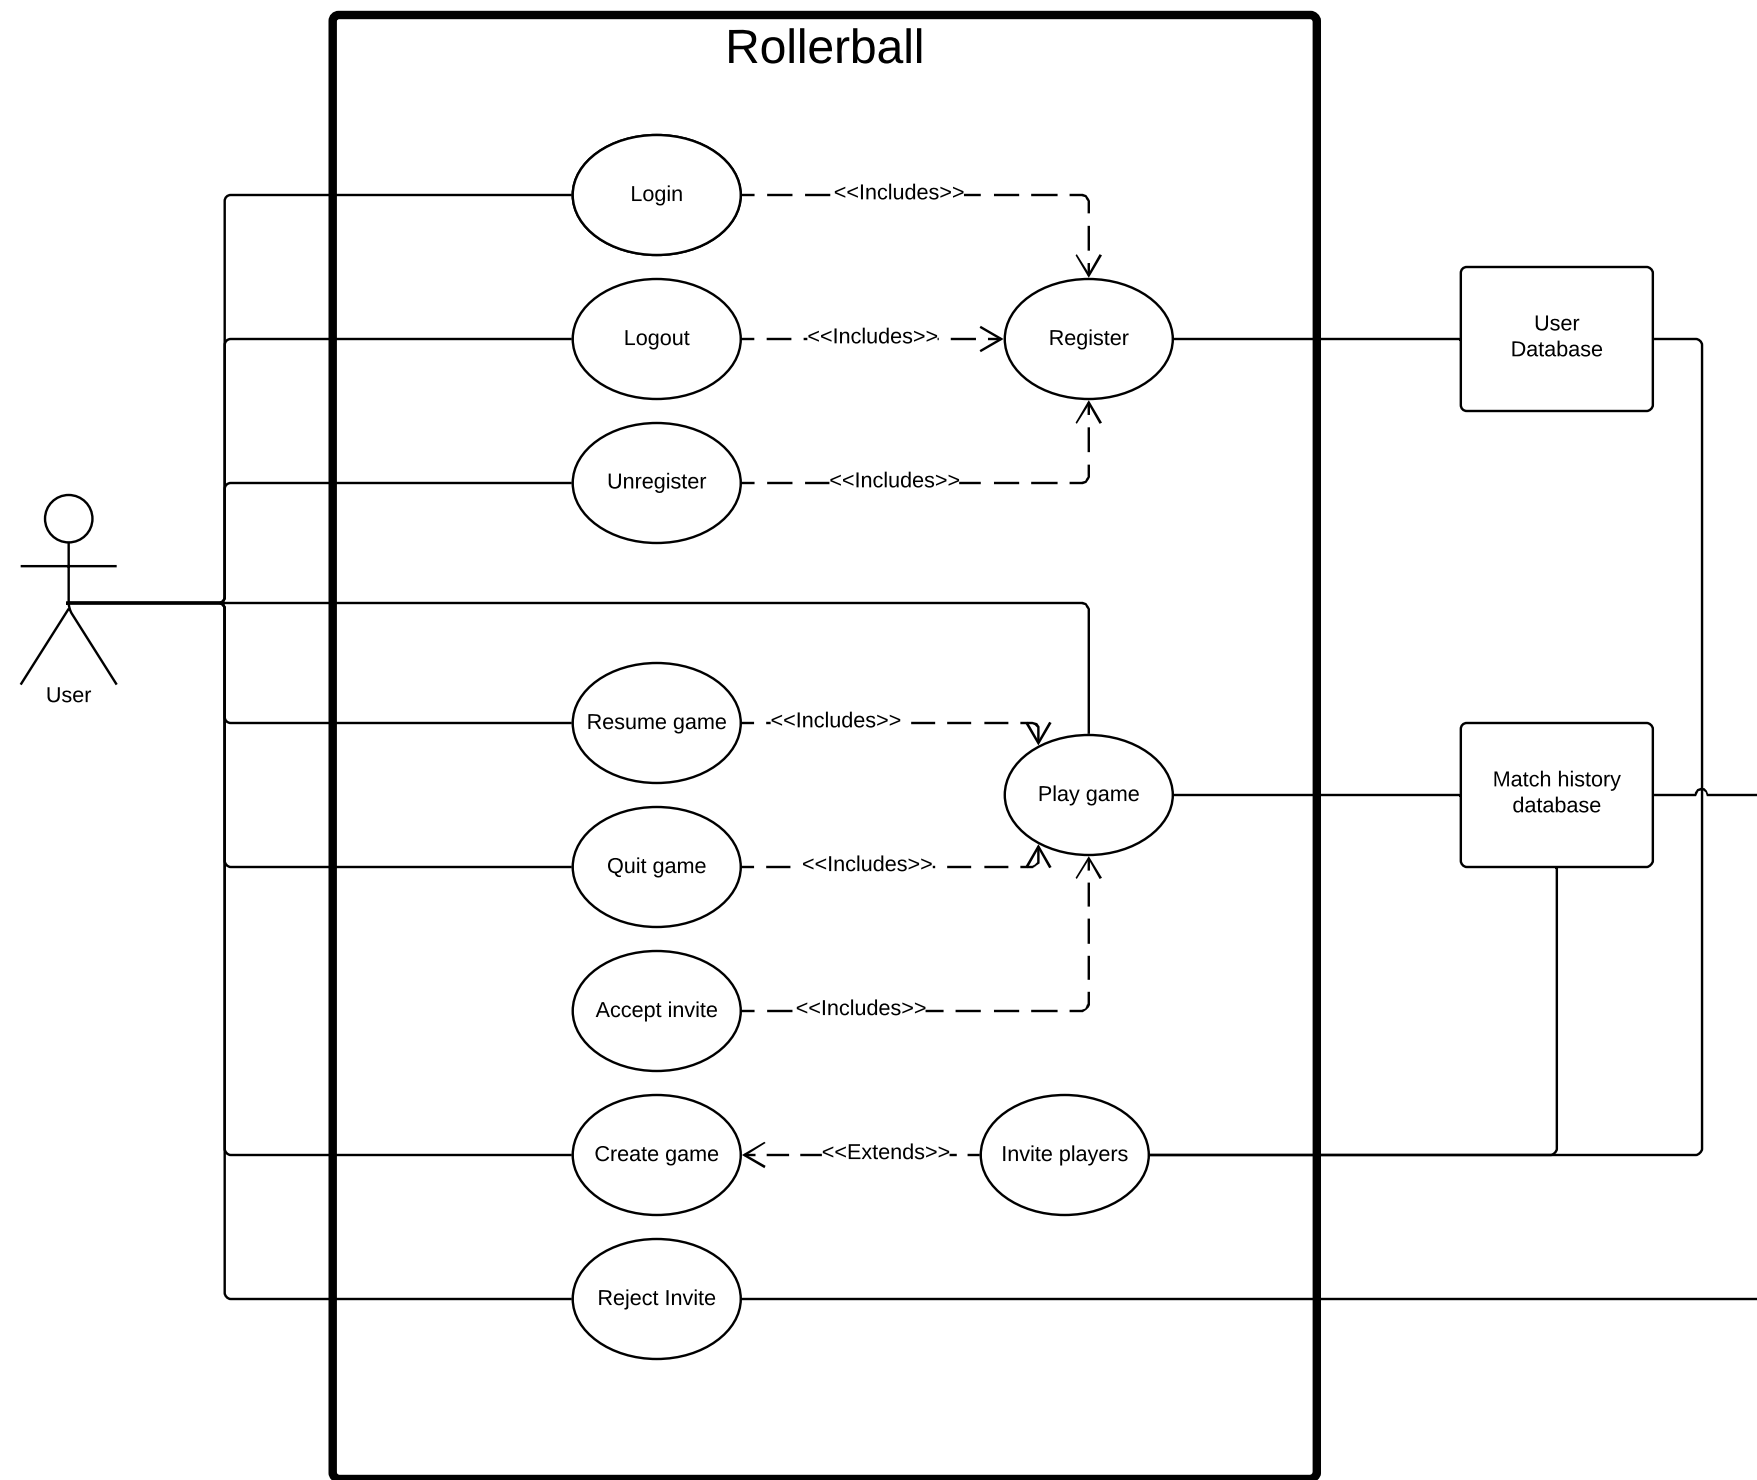 Rollerball
Login
<<Includes>>
Logout
<<Includes>>
Register
User
Database
Unregister
<<Includes>>
User
Resume game
<<Includes>>
Play game
Match history
database
Quit game
<<Includes>>
Accept invite
<<Includes>>
Create game
<<Extends>>
Invite players
Reject Invite